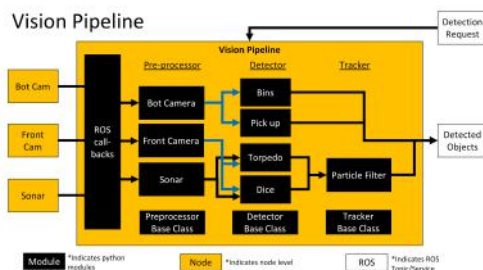 Vision Pipeline
Detection
Request
Vision Pipeline
Pre-processor
Detector
Tracker
Bot Cam
Front
Cam
Sonar
ROS
call-
backs
Bot Camera
Front Camera
Sonar
Bins
Pick up
Torpedo
Dice
Particle Filter
Detected
Objects
Preprocessor
Base Class
Detector
Base Class
Tracker
Base Class
Module
*Indicates python
modules
Node
*Indicates node level
ROS
*Indicates ROS
Topic/Service